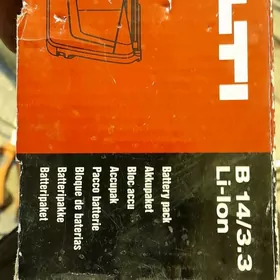 LTI
B 14/3.3
Li-Ion
Battery pack
Akkupaket
Bloc accu
Accupak
Pacco batterie
Bloque de baterías
Batteripakke
Batteripaket